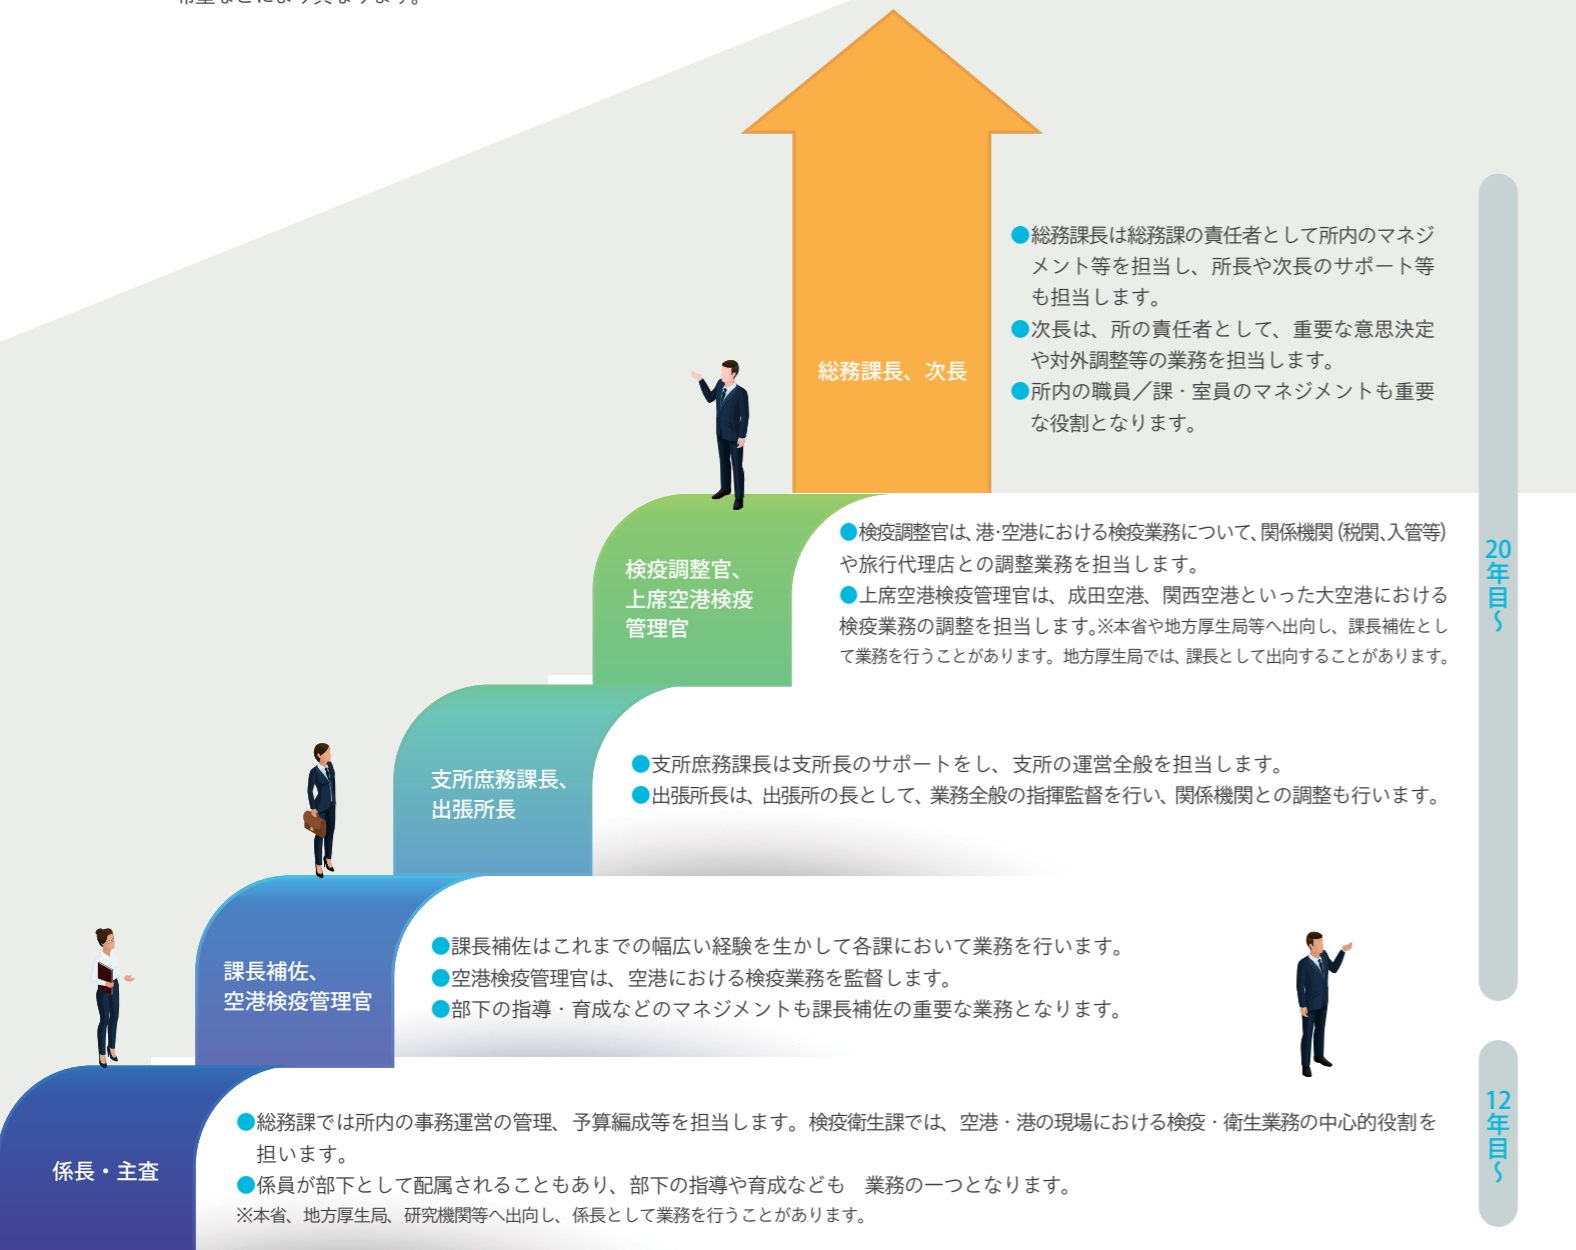 希望などにより異なります。
総務課長、次長
●総務課長は総務課の責任者として所内のマネジ
メント等を担当し、所長や次長のサポート等
も担当します。
●次長は、所の責任者として、重要な意思決定
や対外調整等の業務を担当します。
●所内の職員／課・室員のマネジメントも重要
な役割となります。
検疫調整官、
上席空港検疫
管理官
●検疫調整官は、港・空港における検疫業務について、関係機関（税関、入管等）
や旅行代理店との調整業務を担当します。
●上席空港検疫管理官は、成田空港、関西空港といった大空港における
検疫業務の調整を担当します。※本省や地方厚生局等へ出向し、課長補佐とし
て業務を行うことがあります。地方厚生局では、課長として出向することがあります。
支所庶務課長、
出張所長
●支所庶務課長は支所長のサポートをし、支所の運営全般を担当します。
●出張所長は、出張所の長として、業務全般の指揮監督を行い、関係機関との調整も行います。
課長補佐、
空港検疫管理官
●課長補佐はこれまでの幅広い経験を生かして各課において業務を行います。
●空港検疫管理官は、空港における検疫業務を監督します。
●部下の指導・育成などのマネジメントも課長補佐の重要な業務となります。
20年目～
係長・主査
●総務課では所内の事務運営の管理、予算編成等を担当します。検疫衛生課では、空港・港の現場における検疫・衛生業務の中心的役割を
担います。
●係員が部下として配属されることもあり、部下の指導や育成なども　業務の一つとなります。
※本省、地方厚生局、研究機関等へ出向し、係長として業務を行うことがあります。
12年目～